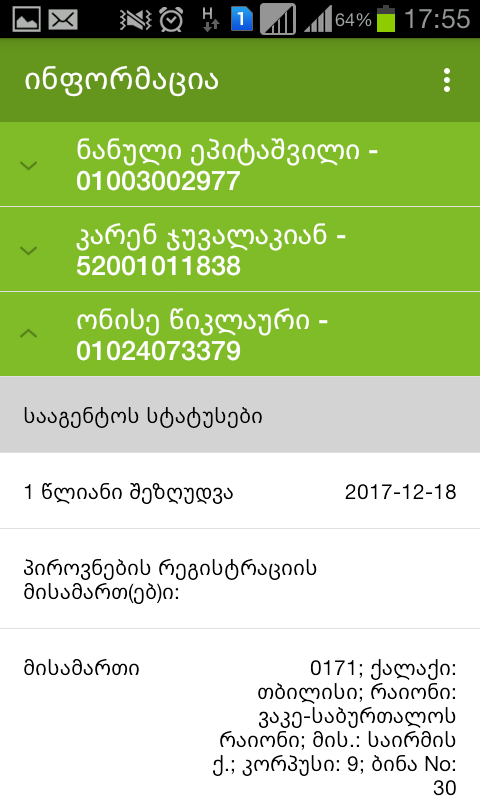 H 1 64% 17:55
ინფორმაცია
ნანული ეპიტაშვილი -
01003002977
კარენ ჯუვალაკიან -
52001011838
ონისე წიკლაური -
01024073379
სააგენტოს სტატუსები
1 წლიანი შეზღუდვა 2017-12-18
პიროვნების რეგისტრაციის
მისამართ(ებ)ი:
მისამართი 0171; ქალაქი:
თბილისი; რაიონი:
ვაკე-საბურთალოს
რაიონი; მის.: საირმის
ქ.; კორპუსი: 9; ბინა No:
30